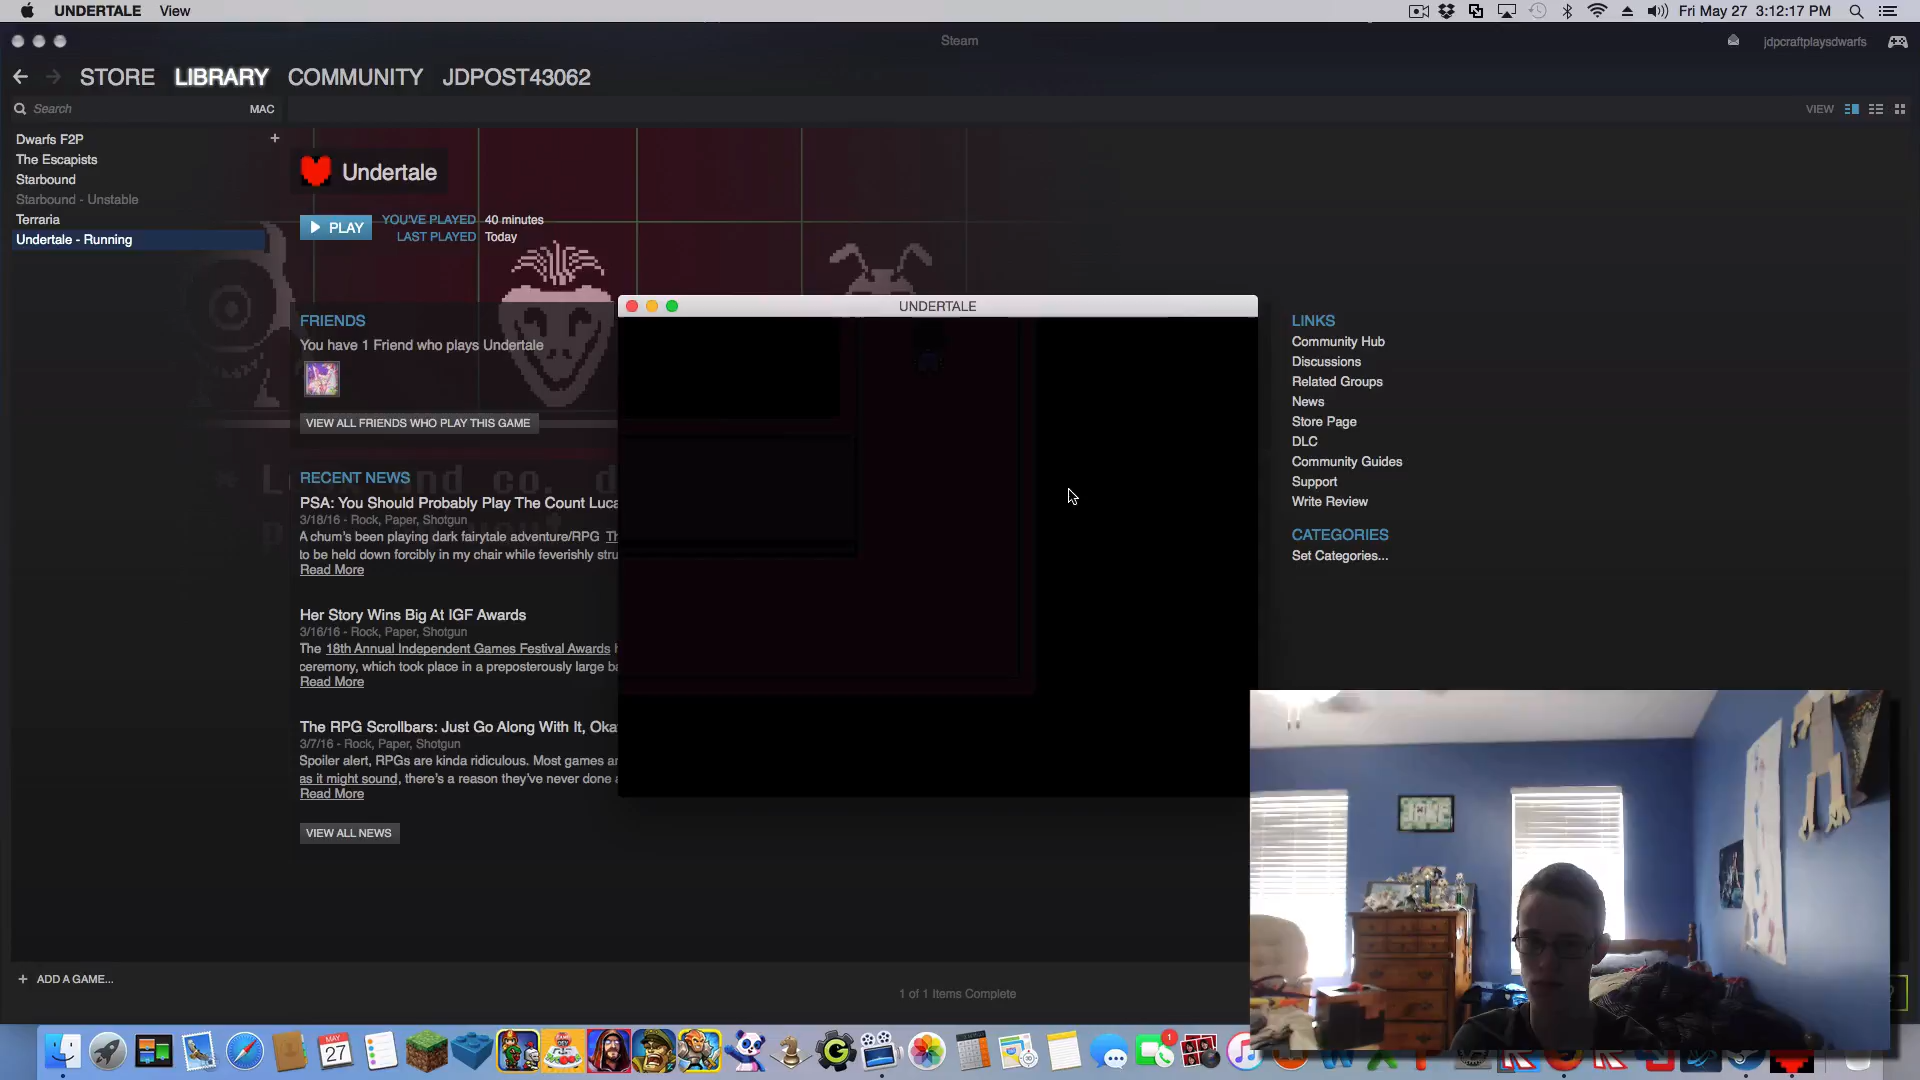 UNDERTALE View
Fri May 27 3:12:17 PM
Steam
jdpcraftplaysdwarfs
STORE LIBRARY COMMUNITY JDPOST43062
Search MAC
VIEW
Dwarfs F2P +
The Escapists
Starbound
Starbound - Unstable
Terraria
Undertale - Running
Undertale
PLAY
YOU'VE PLAYED 40 minutes
LAST PLAYED Today
UNDERTALE
FRIENDS
You have 1 Friend who plays Undertale
VIEW ALL FRIENDS WHO PLAY THIS GAME
RECENT NEWS
PSA: You Should Probably Play The Count Luca
3/18/16 - Rock, Paper, Shotgun
A chum's been playing dark fairytale adventure/RPG Th
to be held down forcibly in my chair while feverishly stru
Read More
Her Story Wins Big At IGF Awards
3/16/16 - Rock, Paper, Shotgun
The 18th Annual Independent Games Festival Awards h
ceremony, which took place in a preposterously large ba
Read More
The RPG Scrollbars: Just Go Along With It, Oka
3/7/16 - Rock, Paper, Shotgun
Spoiler alert, RPGs are kinda ridiculous. Most games ar
as it might sound, there's a reason they've never done a
Read More
VIEW ALL NEWS
LINKS
Community Hub
Discussions
Related Groups
News
Store Page
DLC
Community Guides
Support
Write Review
CATEGORIES
Set Categories...
JANE
+ ADD A GAME...
1 of 1 Items Complete
MAY
27
1